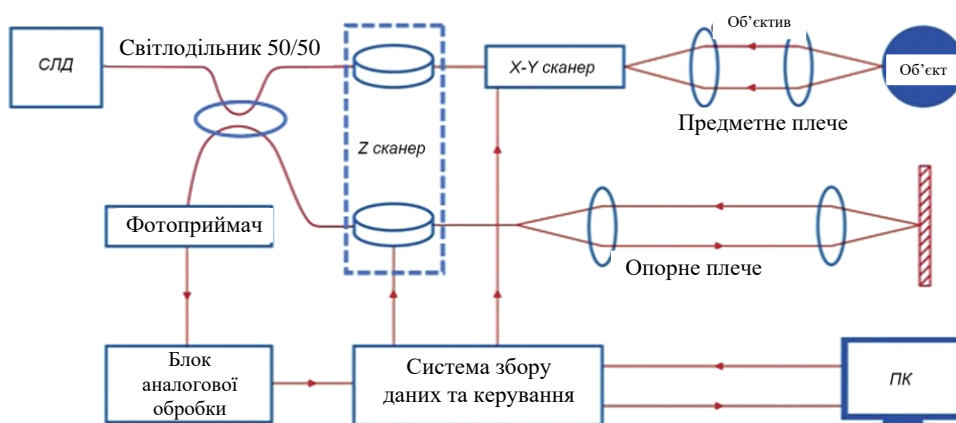 СЛД
Світлодільник 50/50
Z сканер
X-Y сканер
Об’єктив
Об’єкт
Предметне плече
Фотоприймач
Опорне плече
Блок
аналогової
обробки
Система збору
даних та керування
ПК